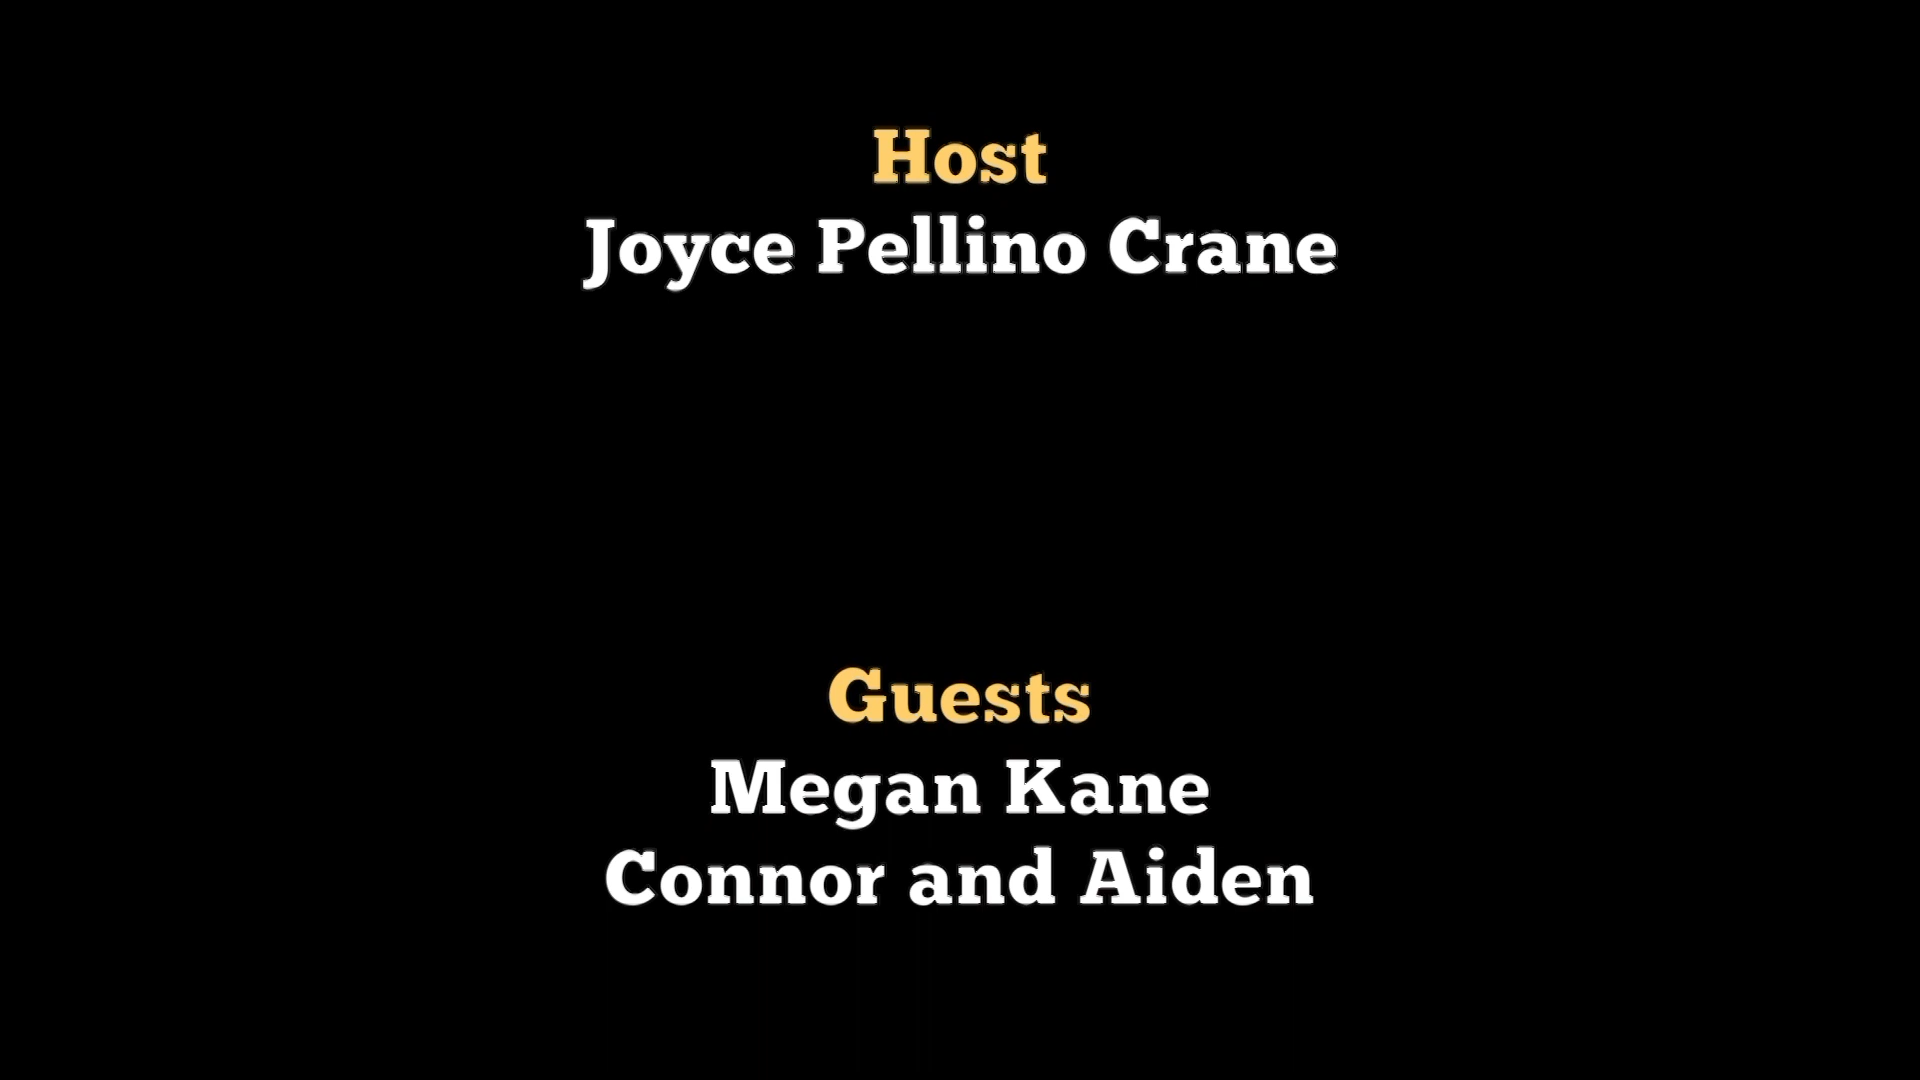 Host
Joyce Pellino Crane
Guests
Megan Kane
Connor and Aiden